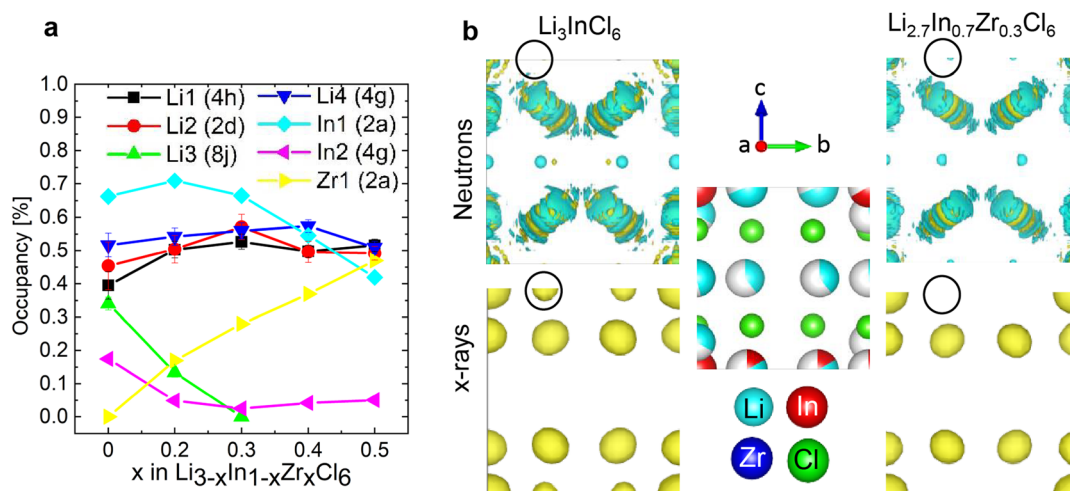 a
Occupancy [%]
1.0
0.9
0.8
0.7
0.6
0.5
0.4
0.3
0.2
0.1
0.0
Li1 (4h)
Li2 (2d)
Li3 (8j)
Li4 (4g)
In1 (2a)
In2 (4g)
Zr1 (2a)
0 0.2 0.3 0.4 0.5
x in Li₃₋ₓIn₁₋ₓZrₓCl₆
b
Li₃InCl₆
Li₂.₇In₀.₇Zr₀.₃Cl₆
Neutrons
x-rays
c
a b
Li In
Zr Cl